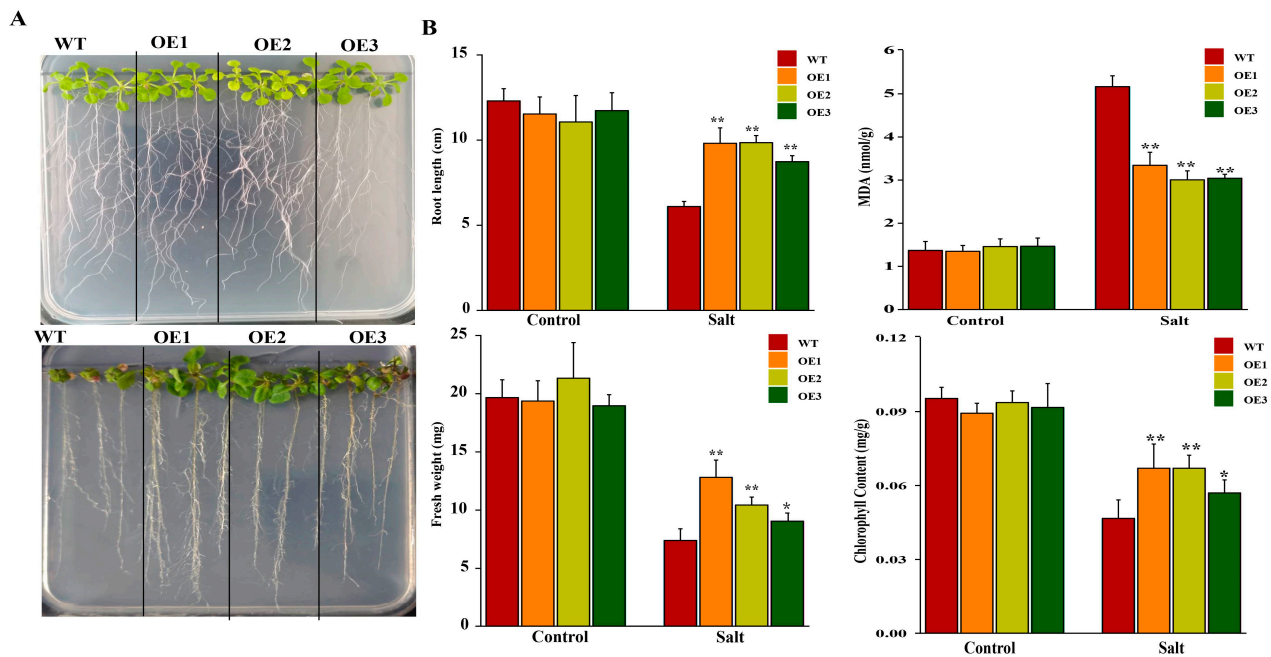 A
WT OE1 OE2 OE3
WT OE1 OE2 OE3
B
Root length (cm)
15
10
5
0
WT
OE1
OE2
OE3
** ** **
Control Salt
MDA (nmol/g)
6
5
4
3
2
1
0
WT
OE1
OE2
OE3
** ** **
Control Salt
Fresh weight (mg)
25
20
15
10
5
0
WT
OE1
OE2
OE3
** ** *
Control Salt
Chlorophyll Content (mg/g)
0.12
0.09
0.06
0.03
0.00
WT
OE1
OE2
OE3
** ** *
Control Salt